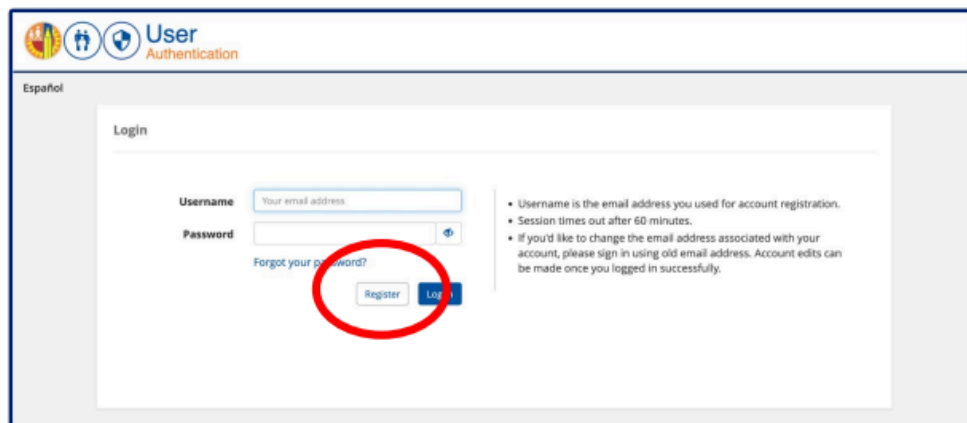 User
Authentication
Español
Login
Username
Your email address
Password
Forgot your password?
Register
Login
• Username is the email address you used for account registration.
• Session times out after 60 minutes.
• If you'd like to change the email address associated with your
account, please sign in using old email address. Account edits can
be made once you logged in successfully.